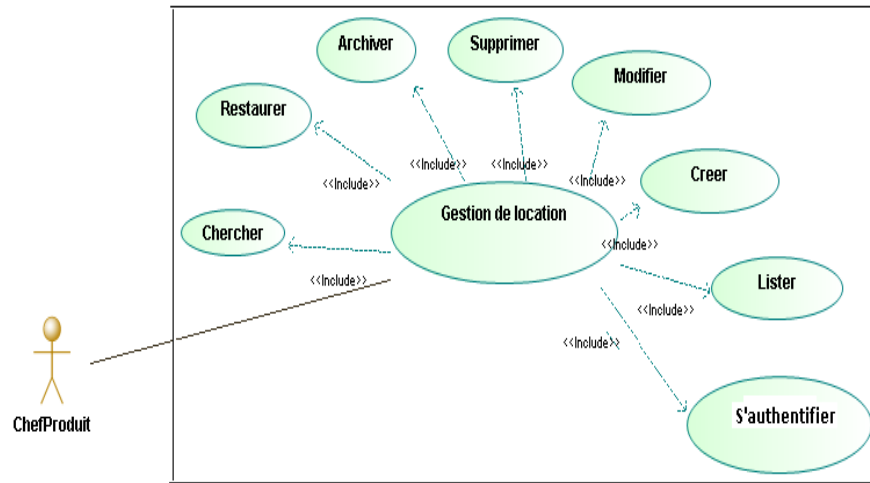 Archiver
Supprimer
Modifier
Restaurer
<<Include>>
<<Include>>
<<Include>>
<<Include>>
Creer
Gestion de location
Chercher
<<Include>>
<<Include>>
Lister
<<Include>>
<<Include>>
ChefProduit
S'authentifier